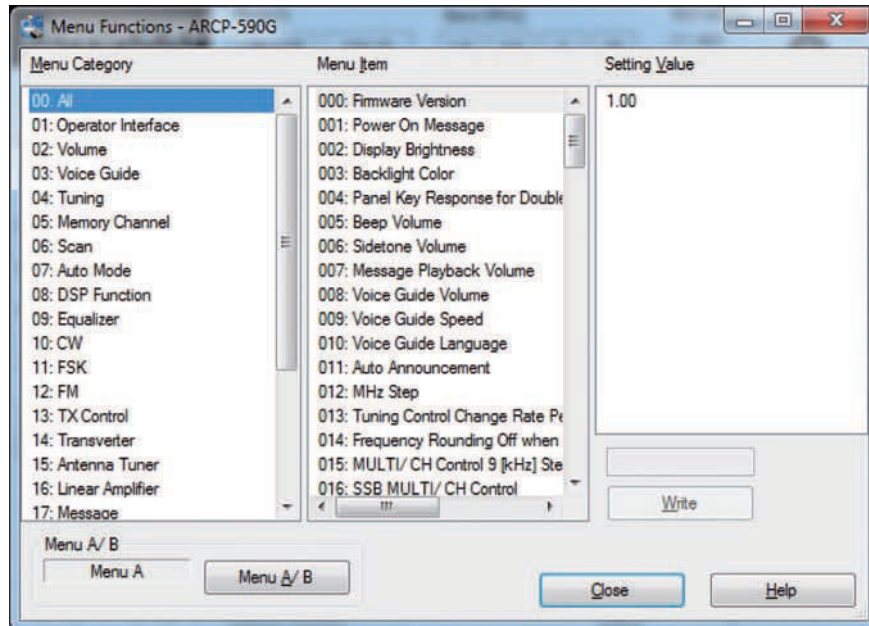 Menu Functions - ARCP-590G
Menu Category
Menu Item
Setting Value
00: All
01: Operator Interface
02: Volume
03: Voice Guide
04: Tuning
05: Memory Channel
06: Scan
07: Auto Mode
08: DSP Function
09: Equalizer
10: CW
11: FSK
12: FM
13: TX Control
14: Transverter
15: Antenna Tuner
16: Linear Amplifier
17: Message
000: Firmware Version
001: Power On Message
002: Display Brightness
003: Backlight Color
004: Panel Key Response for Double
005: Beep Volume
006: Sidetone Volume
007: Message Playback Volume
008: Voice Guide Volume
009: Voice Guide Speed
010: Voice Guide Language
011: Auto Announcement
012: MHz Step
013: Tuning Control Change Rate Pe
014: Frequency Rounding Off when
015: MULTI/ CH Control 9 [kHz] Ste
016: SSB MULTI/ CH Control
1.00
Write
Menu A/ B
Menu A
Menu A/ B
Close
Help